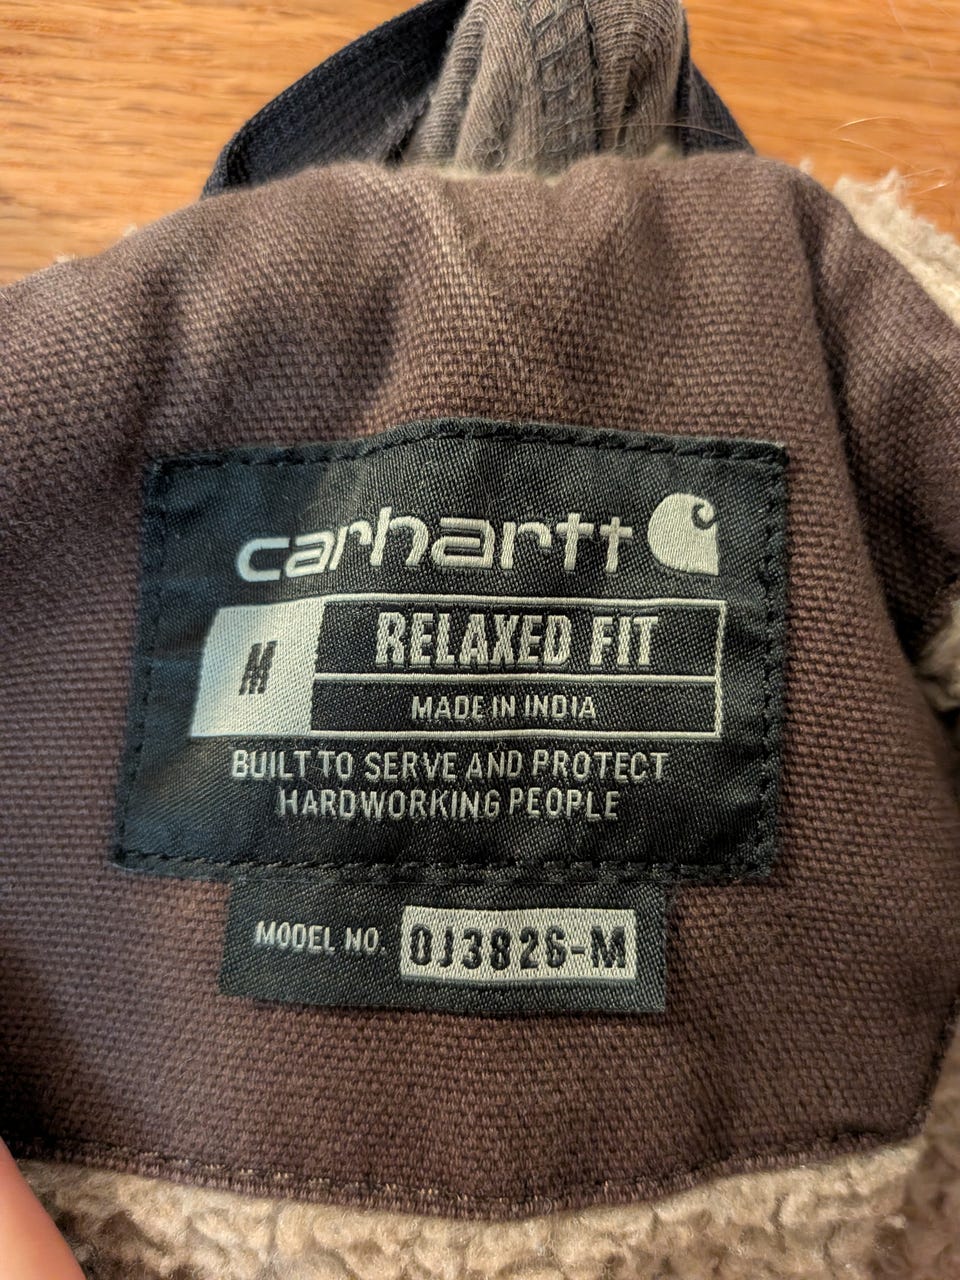 carhartt
M
RELAXED FIT
MADE IN INDIA
BUILT TO SERVE AND PROTECT
HARDWORKING PEOPLE
MODEL NO. OJ3826-M